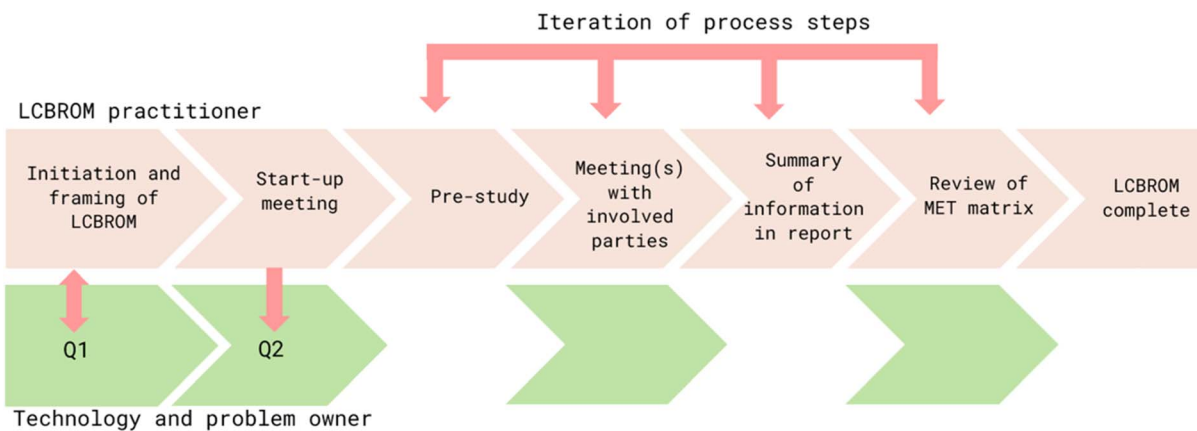 Iteration of process steps
LCBROM practitioner
Initiation and
framing of
LCBROM
Start-up
meeting
Pre-study
Meeting(s)
with
involved
parties
Summary
of
information
in report
Review of
MET matrix
LCBROM
complete
Q1
Q2
Technology and problem owner